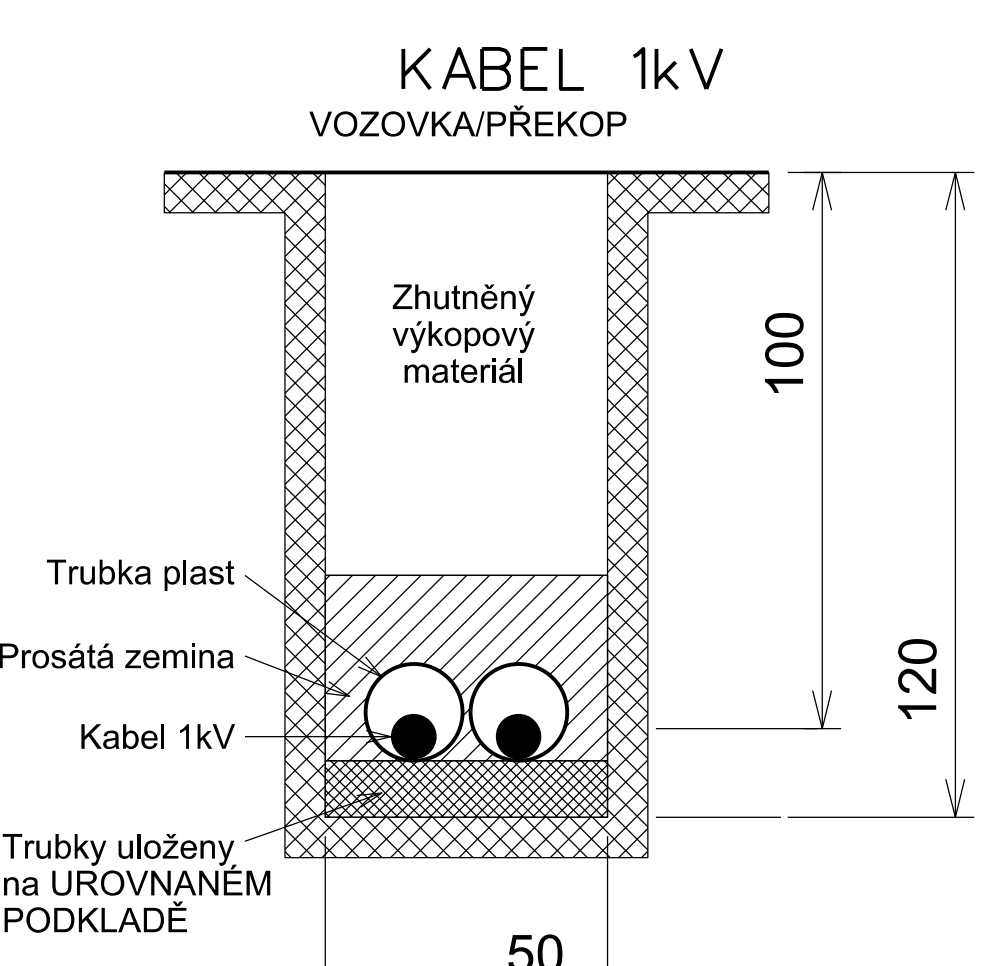 KABEL 1kV
VOZOVKA/PŘEKOP
Zhutněný
výkopový
materiál
100
Trubka plast
Prosátá zemina
120
Kabel 1kV
Trubky uloženy
na UROVNANÉM
PODKLADĚ
50